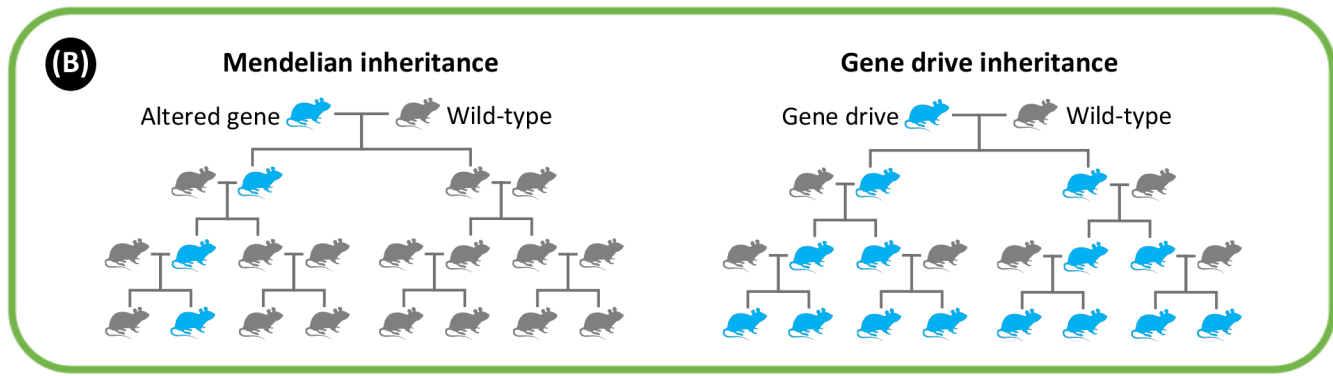 (B)
Mendelian inheritance
Altered gene
Wild-type
Gene drive inheritance
Gene drive
Wild-type